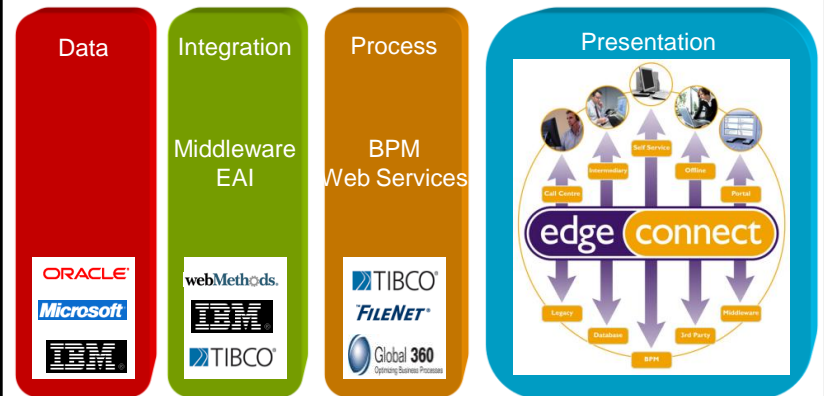 Data
ORACLE®
Microsoft
IBM®
Integration
Middleware
EAI
webMethods.
IBM®
TIBCO®
Process
BPM
Web Services
TIBCO®
FILENET®
Global 360
Optimizing Business Processes
Presentation
Self Service
Intermediary
Offline
Call Centre
Portal
edge connect
Legacy
Middleware
Database
3rd Party
BPM